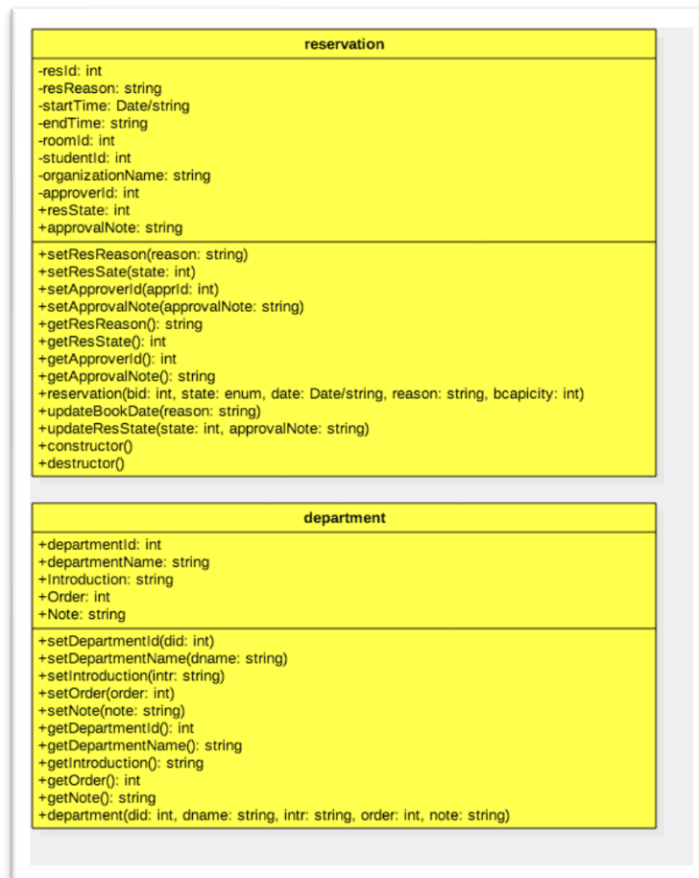 reservation
-resId: int
-resReason: string
-startTime: Date/string
-endTime: string
-roomId: int
-studentId: int
-organizationName: string
-approverId: int
+resState: int
+approvalNote: string
+setResReason(reason: string)
+setResSate(state: int)
+setApproverId(apprId: int)
+setApprovalNote(approvalNote: string)
+getResReason(): string
+getResState(): int
+getApproverId(): int
+getApprovalNote(): string
+reservation(bid: int, state: enum, date: Date/string, reason: string, bcapicity: int)
+updateBookDate(reason: string)
+updateResState(state: int, approvalNote: string)
+constructor()
+destructor()
department
+departmentId: int
+departmentName: string
+Introduction: string
+Order: int
+Note: string
+setDepartmentId(did: int)
+setDepartmentName(dname: string)
+setIntroduction(intr: string)
+setOrder(order: int)
+setNote(note: string)
+getDepartmentId(): int
+getDepartmentName(): string
+getIntroduction(): string
+getOrder(): int
+getNote(): string
+department(did: int, dname: string, intr: string, order: int, note: string)